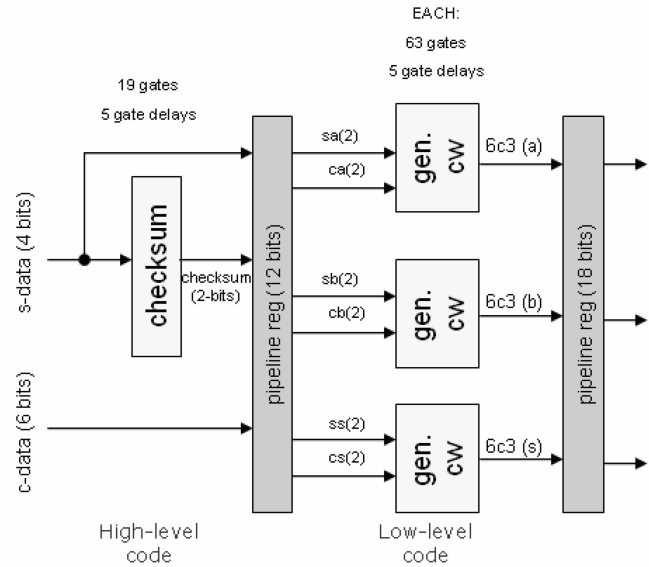 EACH:
63 gates
5 gate delays
19 gates
5 gate delays
s-data (4 bits)
checksum
checksum
(2-bits)
c-data (6 bits)
pipeline reg (12 bits)
sa(2)
ca(2)
gen.
cw
6c3 (a)
sb(2)
cb(2)
gen.
cw
6c3 (b)
ss(2)
cs(2)
gen.
cw
6c3 (s)
pipeline reg (18 bits)
High-level
code
Low-level
code